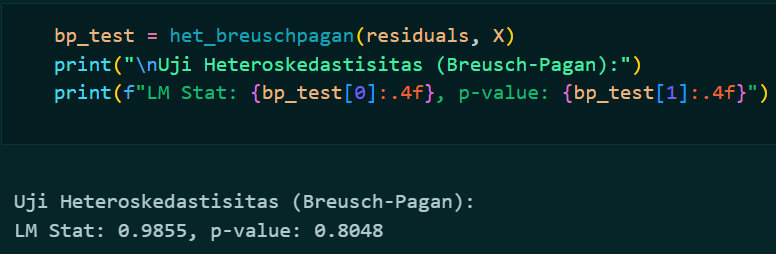 bp_test = het_breuschpagan(residuals, X)
print("\nUji Heteroskedastisitas (Breusch-Pagan):")
print(f"LM Stat: {bp_test[0]:.4f}, p-value: {bp_test[1]:.4f}")
Uji Heteroskedastisitas (Breusch-Pagan):
LM Stat: 0.9855, p-value: 0.8048